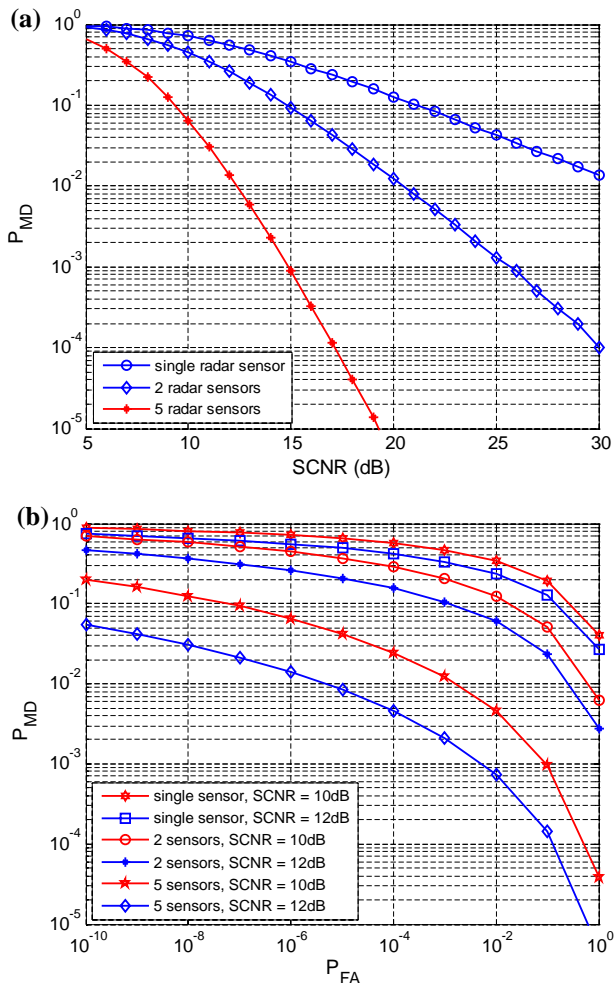 (a)
10^0
10^-1
10^-2
10^-3
10^-4
10^-5
P_MD
single radar sensor
2 radar sensors
5 radar sensors
5 10 15 20 25 30
SCNR (dB)
(b)
10^0
10^-1
10^-2
10^-3
10^-4
10^-5
P_MD
single sensor, SCNR = 10dB
single sensor, SCNR = 12dB
2 sensors, SCNR = 10dB
2 sensors, SCNR = 12dB
5 sensors, SCNR = 10dB
5 sensors, SCNR = 12dB
10^-10 10^-8 10^-6 10^-4 10^-2 10^0
P_FA